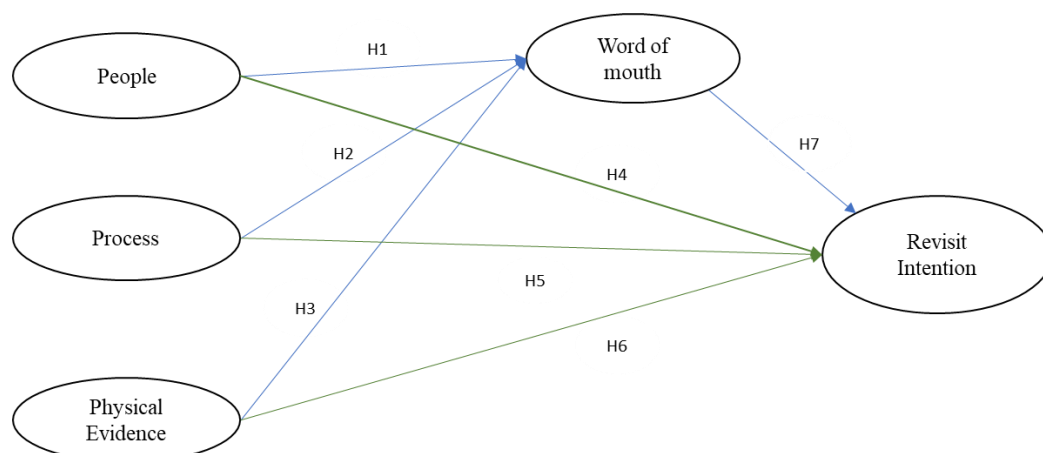 People
H1
Word of
mouth
H2
H7
H4
Process
Revisit
Intention
H5
H3
H6
Physical
Evidence